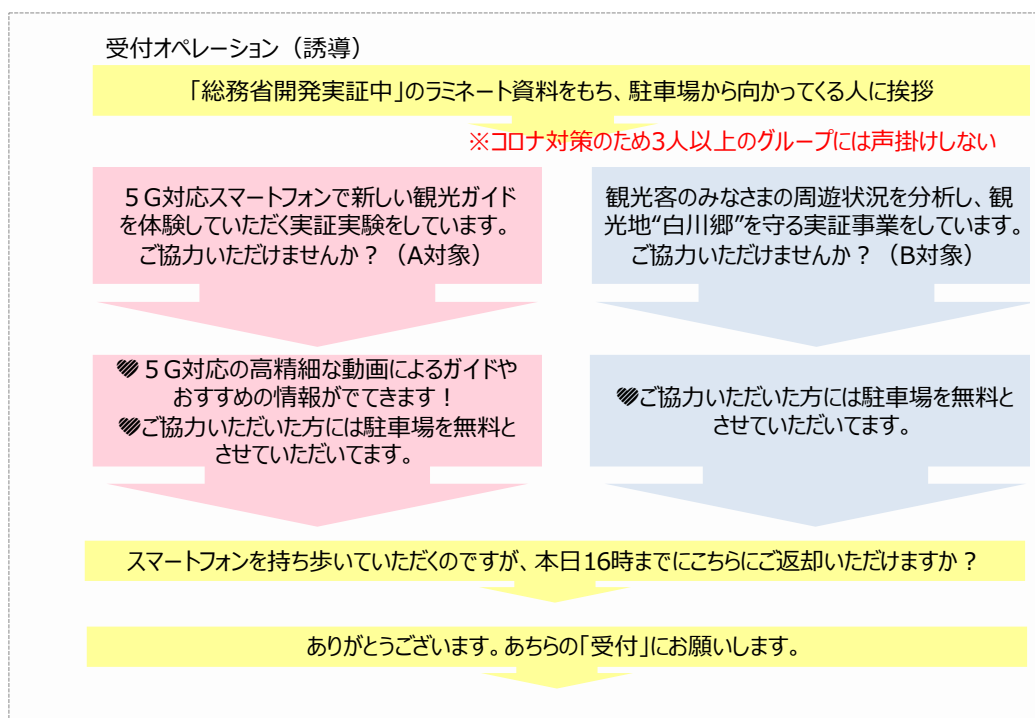 受付オペレーション（誘導）
「総務省開発実証中」のラミネート資料をもち、駐車場から向かってくる人に挨拶
※コロナ対策のため3人以上のグループには声掛けしない
５Ｇ対応スマートフォンで新しい観光ガイド
を体験していただく実証実験をしています。
ご協力いただけませんか？（A対象）
観光客のみなさまの周遊状況を分析し、観
光地“白川郷”を守る実証事業をしています。
ご協力いただけませんか？（B対象）
５Ｇ対応の高精細な動画によるガイドや
おすすめの情報がでてきます！
ご協力いただいた方には駐車場を無料と
させていただいてます。
ご協力いただいた方には駐車場を無料と
させていただいてます。
スマートフォンを持ち歩いていただくのですが、本日16時までにこちらにご返却いただけますか？
ありがとうございます。あちらの「受付」にお願いします。